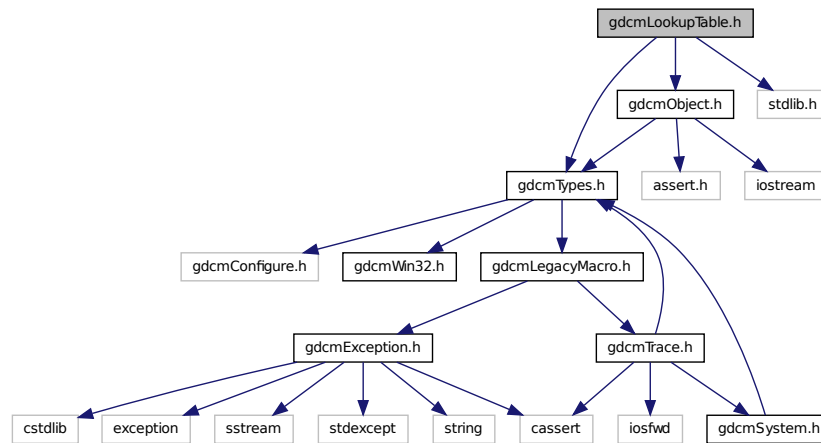 gdcmLookupTable.h
gdcmObject.h
stdlib.h
gdcmTypes.h
assert.h
iostream
gdcmConfigure.h
gdcmWin32.h
gdcmLegacyMacro.h
gdcmException.h
gdcmTrace.h
cstdlib
exception
sstream
stdexcept
string
cassert
iosfwd
gdcmSystem.h